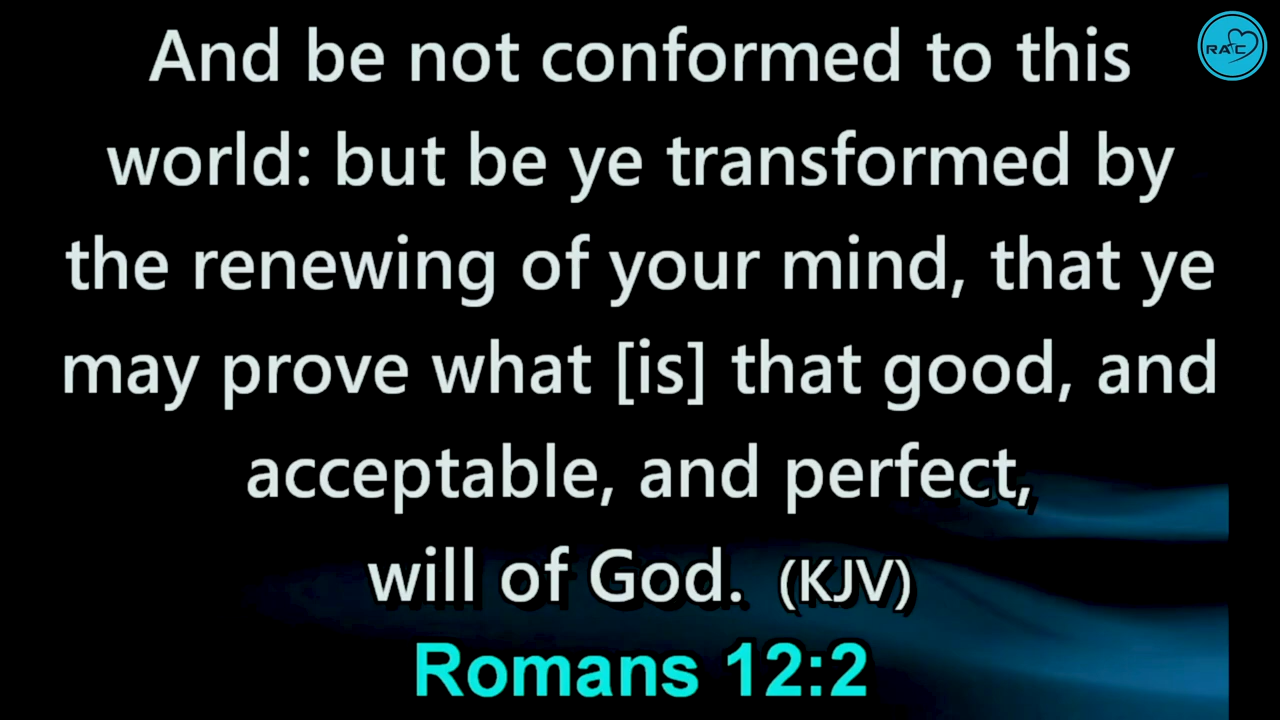 RAC
And be not conformed to this
world: but be ye transformed by
the renewing of your mind, that ye
may prove what [is] that good, and
acceptable, and perfect,
will of God. (KJV)
Romans 12:2